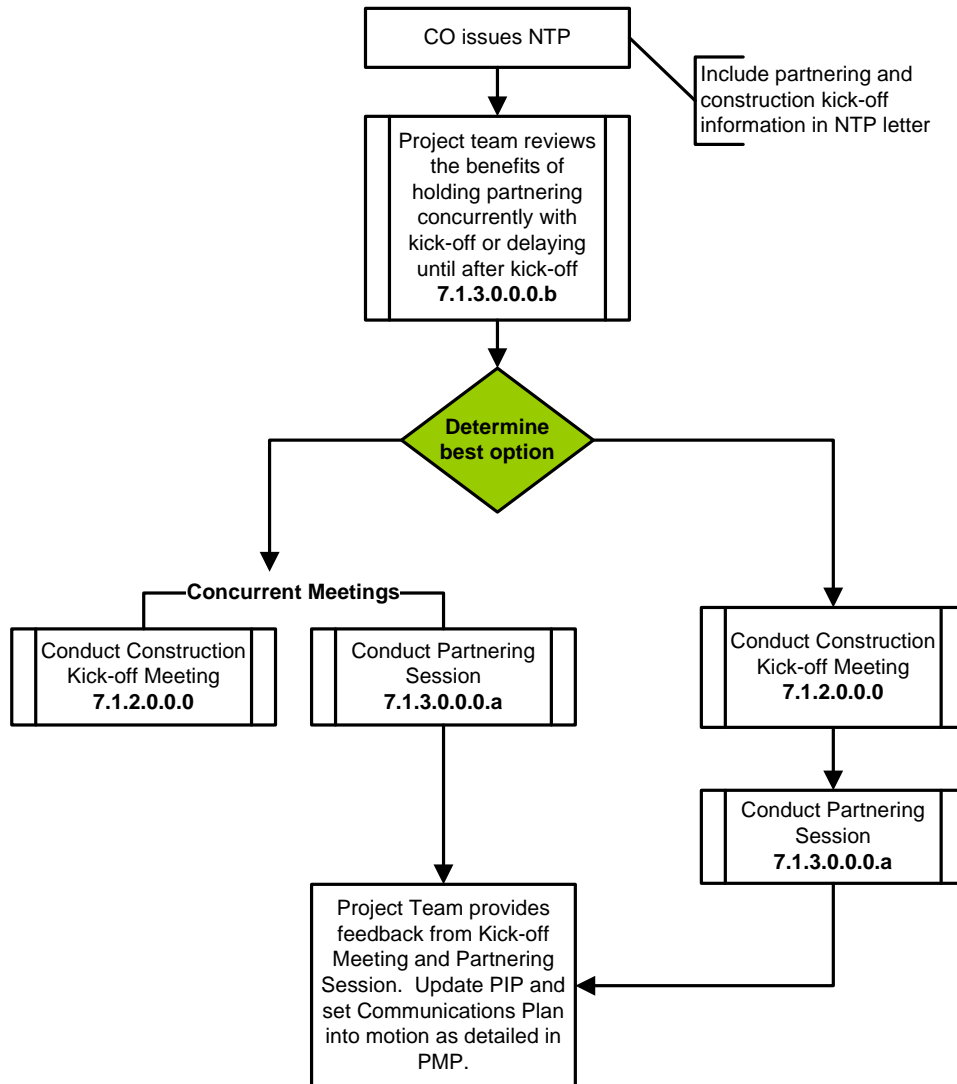 CO issues NTP
Include partnering and
construction kick-off
information in NTP letter
Project team reviews
the benefits of
holding partnering
concurrently with
kick-off or delaying
until after kick-off
7.1.3.0.0.0.b
Determine
best option
Concurrent Meetings
Conduct Construction
Kick-off Meeting
7.1.2.0.0.0
Conduct Partnering
Session
7.1.3.0.0.0.a
Conduct Construction
Kick-off Meeting
7.1.2.0.0.0
Conduct Partnering
Session
7.1.3.0.0.0.a
Project Team provides
feedback from Kick-off
Meeting and Partnering
Session.  Update PIP and
set Communications Plan
into motion as detailed in
PMP.